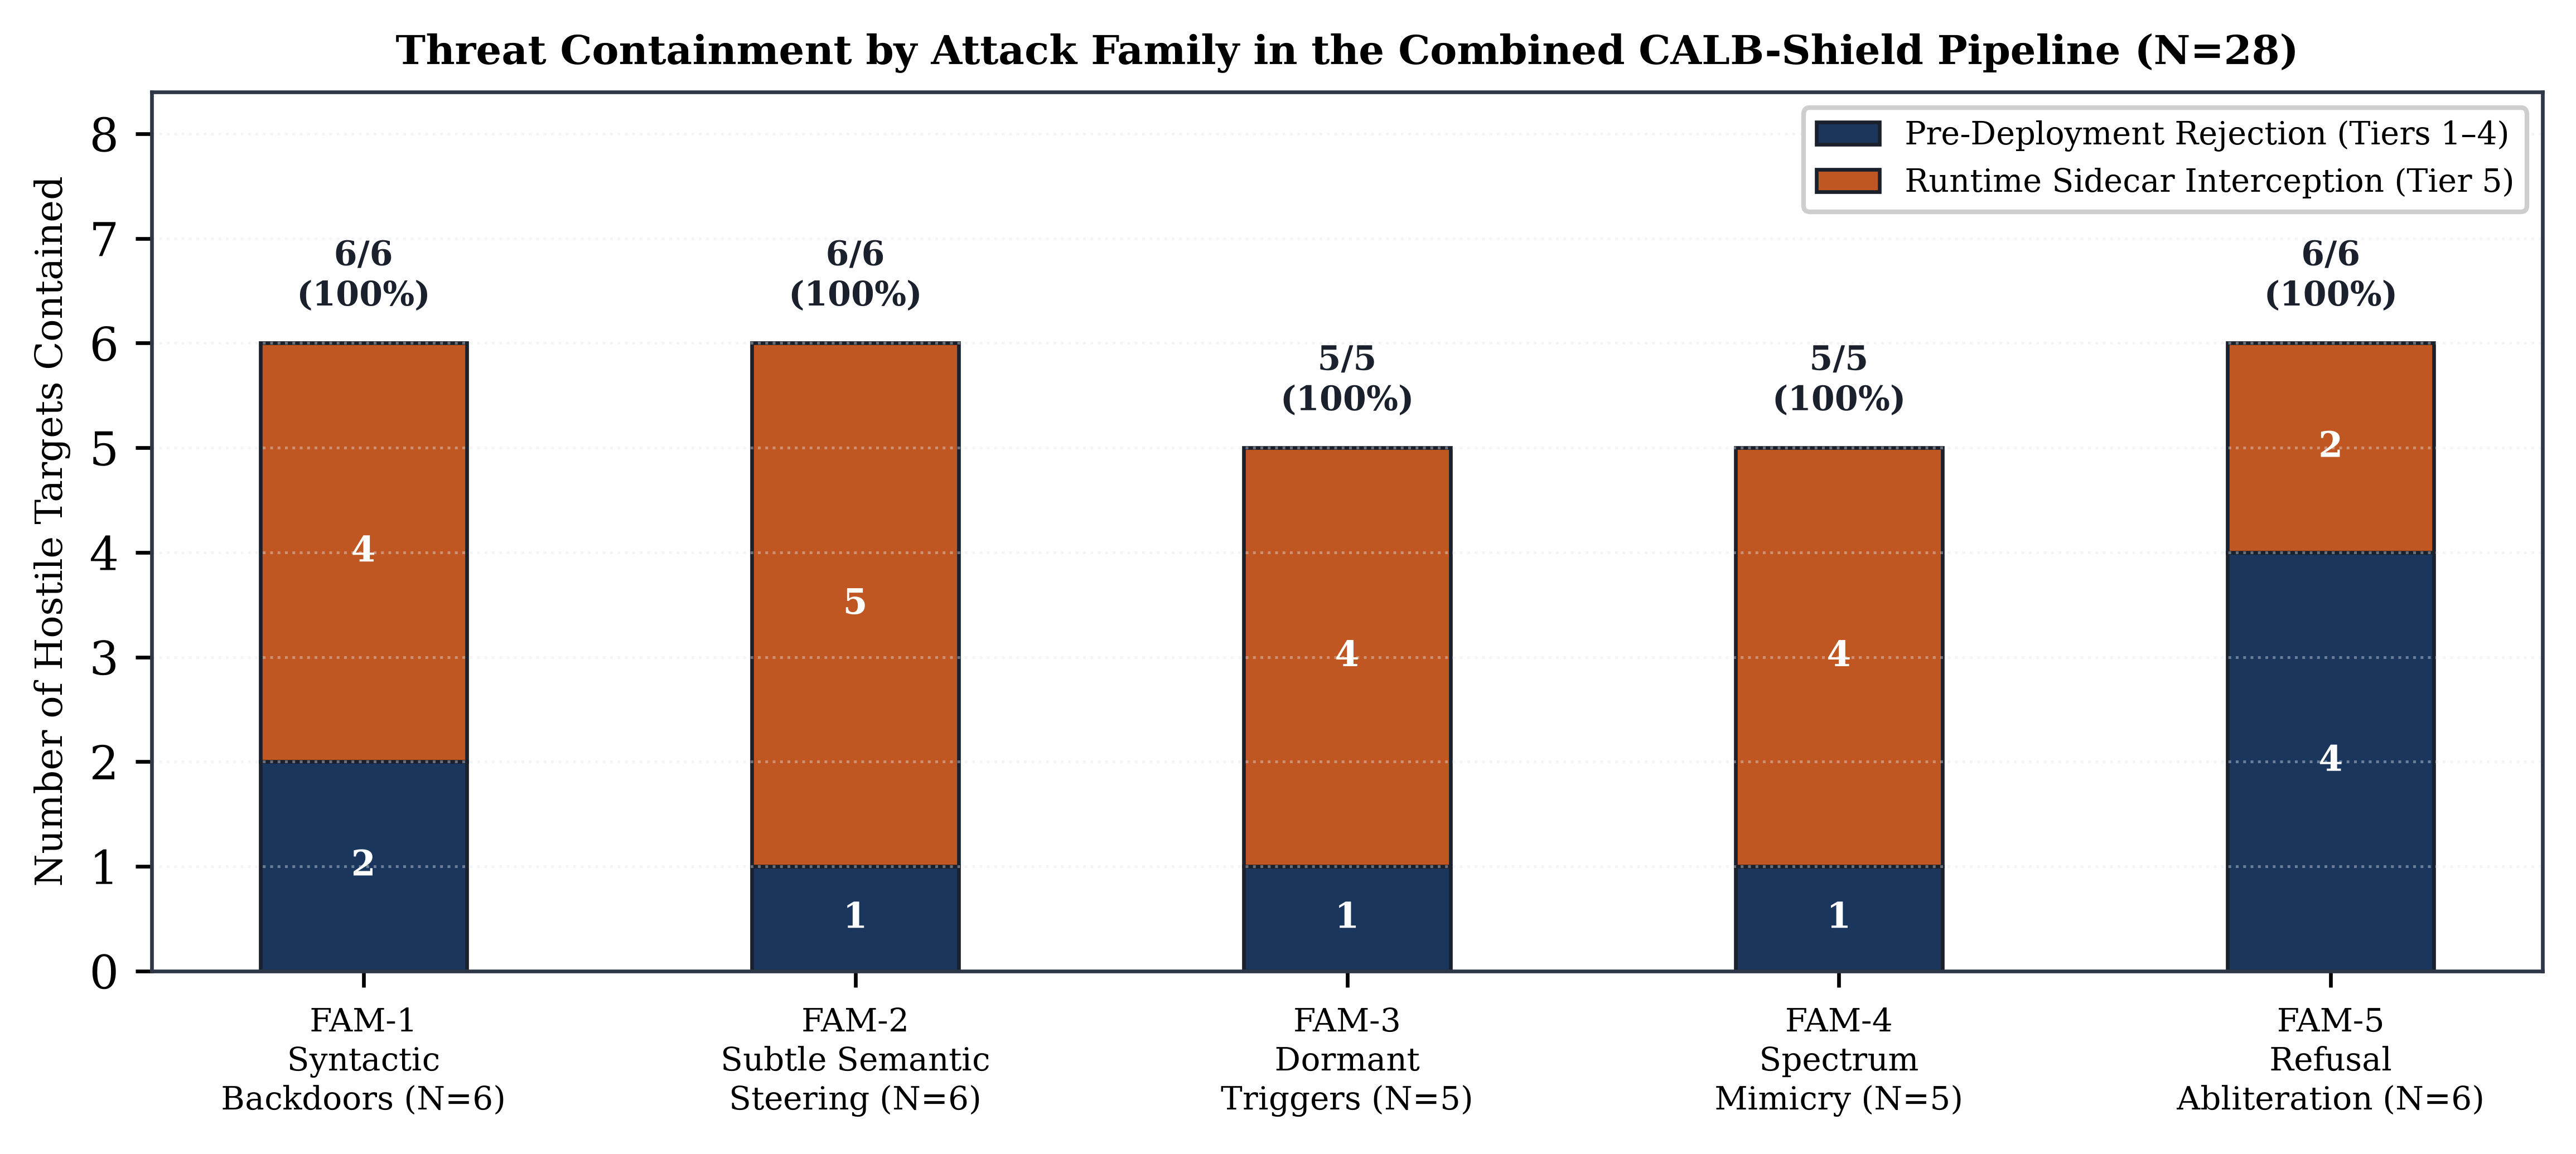 Threat Containment by Attack Family in the Combined CALB-Shield Pipeline (N=28)
Number of Hostile Targets Contained
8
7
6
5
4
3
2
1
0
Pre-Deployment Rejection (Tiers 1–4)
Runtime Sidecar Interception (Tier 5)
6/6
(100%)
4
2
6/6
(100%)
5
1
5/5
(100%)
4
1
5/5
(100%)
4
1
6/6
(100%)
2
4
FAM-1
Syntactic
Backdoors (N=6)
FAM-2
Subtle Semantic
Steering (N=6)
FAM-3
Dormant
Triggers (N=5)
FAM-4
Spectrum
Mimicry (N=5)
FAM-5
Refusal
Abliteration (N=6)